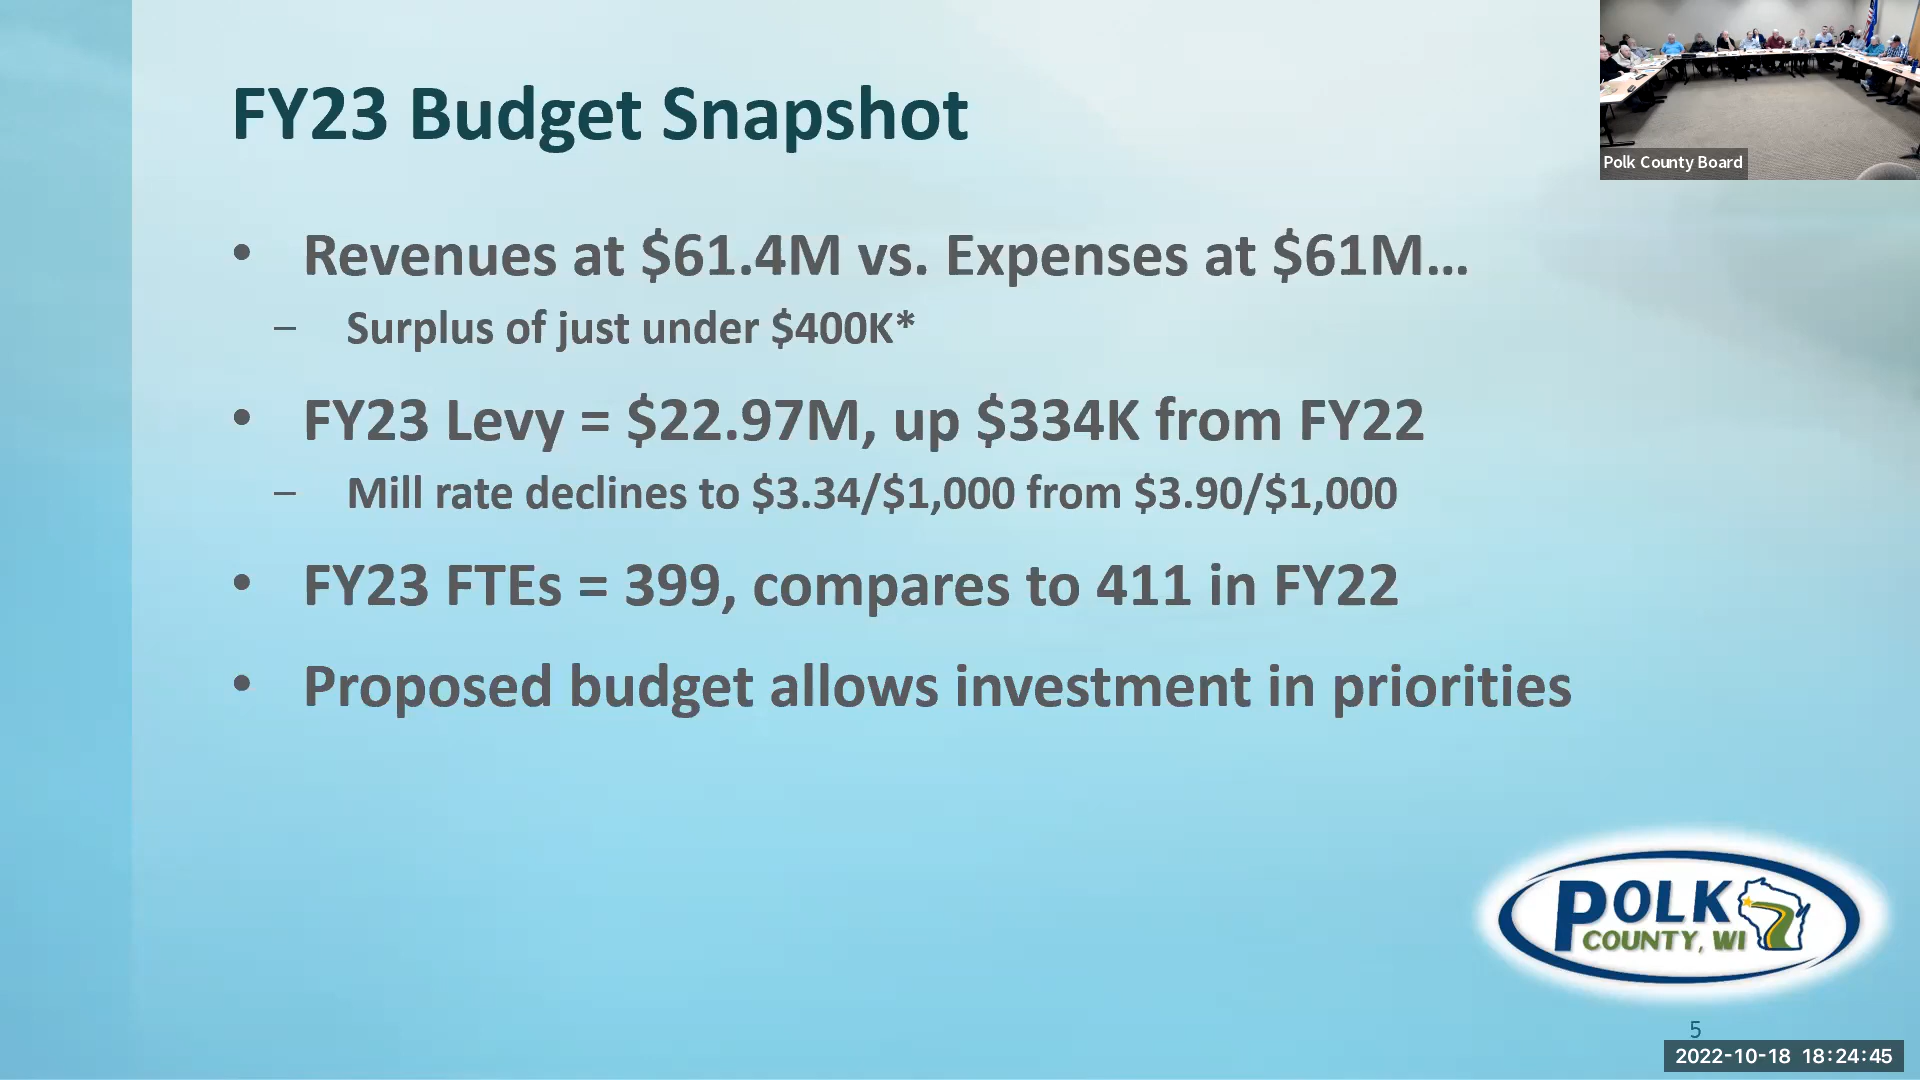 FY23 Budget Snapshot
Polk County Board
• Revenues at $61.4M vs. Expenses at $61M…
– Surplus of just under $400K*
• FY23 Levy = $22.97M, up $334K from FY22
– Mill rate declines to $3.34/$1,000 from $3.90/$1,000
• FY23 FTEs = 399, compares to 411 in FY22
• Proposed budget allows investment in priorities
POLK
COUNTY, WI
5
2022-10-18 18:24:45